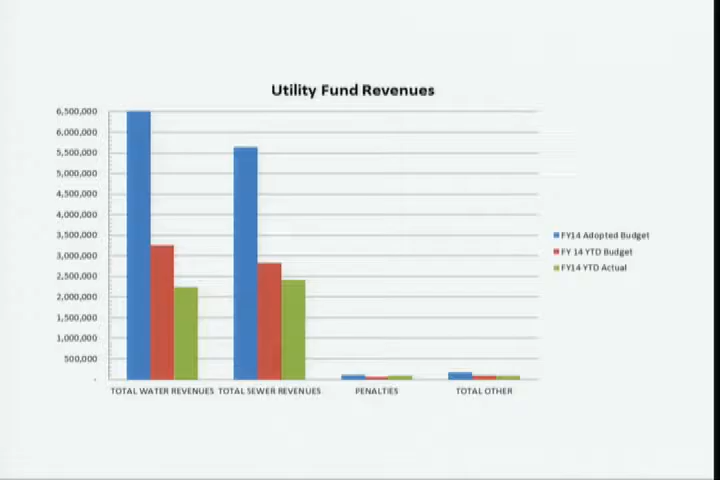 Utility Fund Revenues
6,500,000
6,000,000
5,500,000
5,000,000
4,500,000
4,000,000
3,500,000
3,000,000
2,500,000
2,000,000
1,500,000
1,000,000
500,000
-
TOTAL WATER REVENUES TOTAL SEWER REVENUES PENALTIES TOTAL OTHER
FY14 Adopted Budget
FY 14 YTD Budget
FY14 YTD Actual